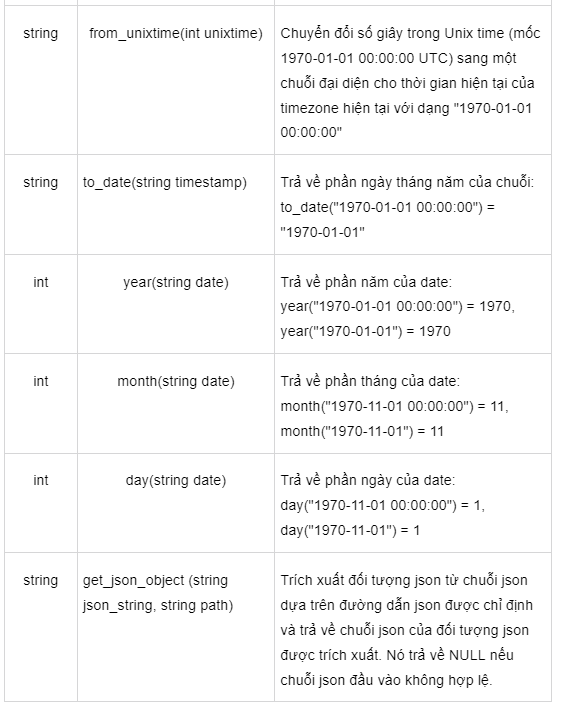 string from_unixtime(int unixtime) Chuyển đổi số giây trong Unix time (mốc
1970-01-01 00:00:00 UTC) sang một
chuỗi đại diện cho thời gian hiện tại của
timezone hiện tại với dạng "1970-01-01
00:00:00"
string to_date(string timestamp) Trả về phần ngày tháng năm của chuỗi:
to_date("1970-01-01 00:00:00") =
"1970-01-01"
int year(string date) Trả về phần năm của date:
year("1970-01-01 00:00:00") = 1970,
year("1970-01-01") = 1970
int month(string date) Trả về phần tháng của date:
month("1970-11-01 00:00:00") = 11,
month("1970-11-01") = 11
int day(string date) Trả về phần ngày của date:
day("1970-11-01 00:00:00") = 1,
day("1970-11-01") = 1
string get_json_object (string Trích xuất đối tượng json từ chuỗi json
json_string, string path) dựa trên đường dẫn json được chỉ định
và trả về chuỗi json của đối tượng json
được trích xuất. Nó trả về NULL nếu
chuỗi json đầu vào không hợp lệ.